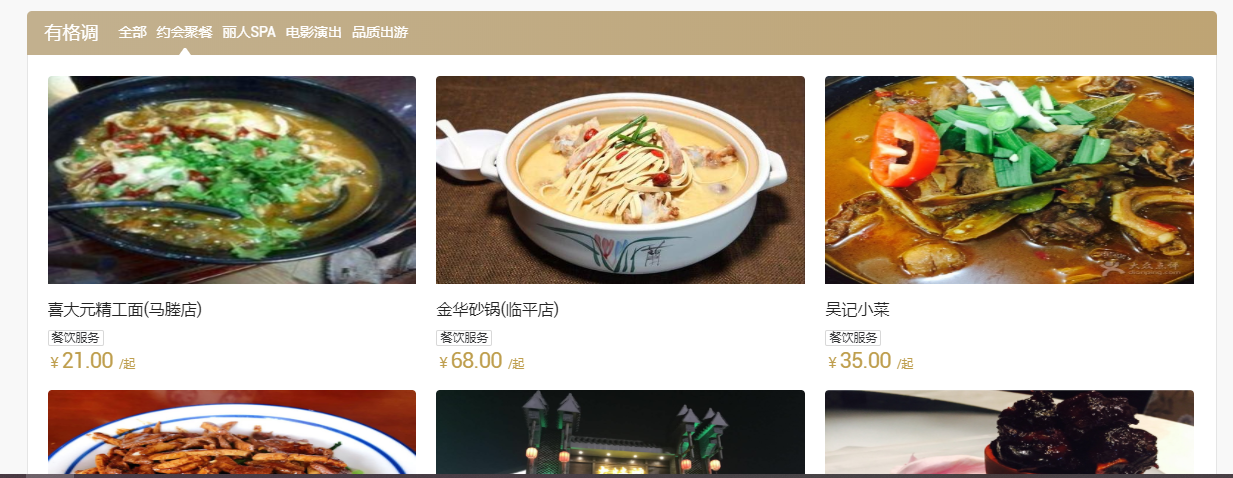 有格调 全部 约会聚餐 丽人SPA 电影演出 品质出游
喜大元精工面(马塍店) 金华砂锅(临平店) 吴记小菜
餐饮服务 餐饮服务 餐饮服务
¥21.00 /起 ¥68.00 /起 ¥35.00 /起